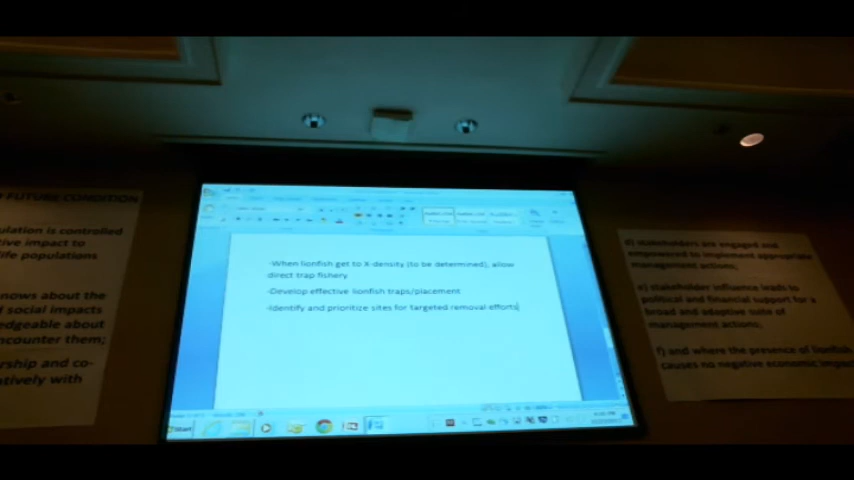 FUTURE CONDITION
ulation is controlled
tive impact to
life populations
nows about the
f social impacts
edgeable about
ncounter them;
ership and co-
atively with
-When lionfish get to X-density (to be determined), allow
direct trap fishery
-Develop effective lionfish traps/placement
-Identify and prioritize sites for targeted removal efforts
Start
d) stakeholders are engaged and
empowered to implement appropriate
management actions;
e) stakeholder influence leads to
political and financial support for a
broad and adaptive suite of
management actions;
f) and where the presence of lionfish
causes no negative economic impa